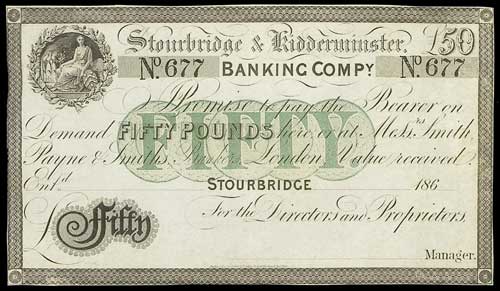 Stourbridge & Kidderminster, £50
No. 677 BANKING COMPY. No. 677
I Promise to pay the Bearer on
Demand FIFTY POUNDS here, or at Messrs. Smith,
FIFTY
Payne & Smiths, Bankers, London. Value received
Ent.d STOURBRIDGE 186
£ Fifty For the Directors and Proprietors,
Manager.